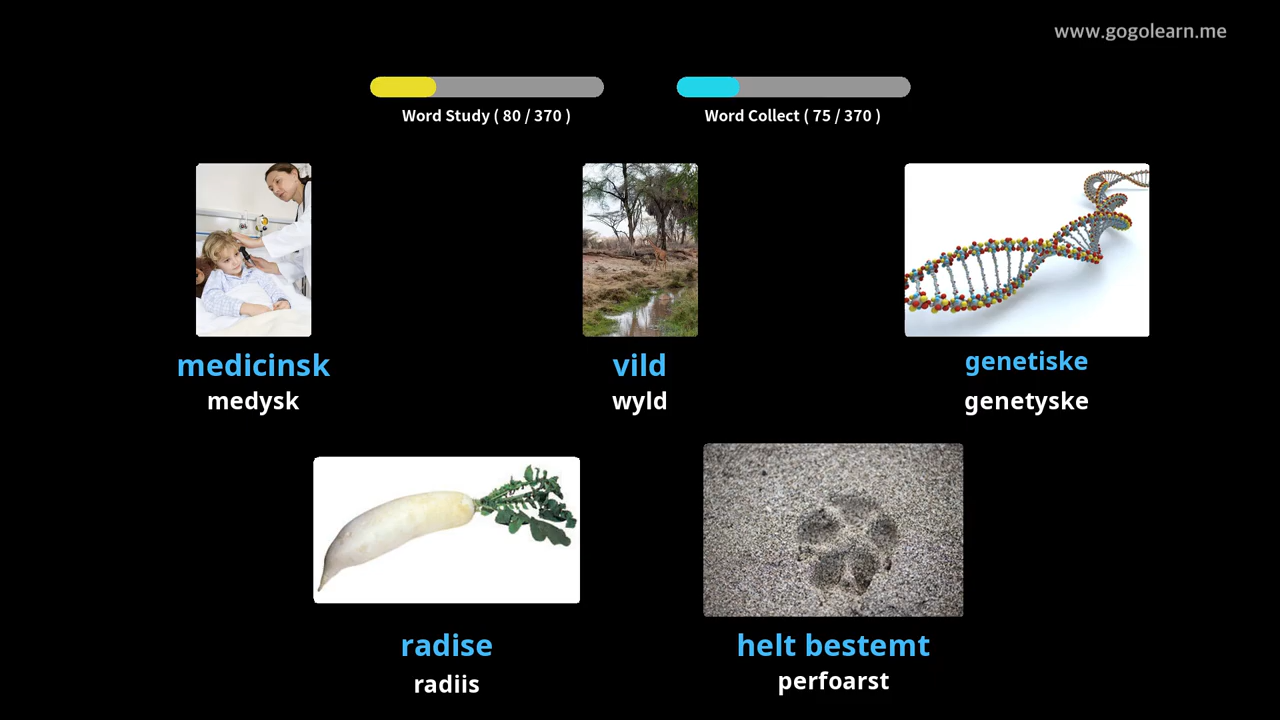 www.gogolearn.me
Word Study ( 80 / 370 )
Word Collect ( 75 / 370 )
medicinsk
medysk
vild
wyld
genetiske
genetyske
radise
radiis
helt bestemt
perfoarst